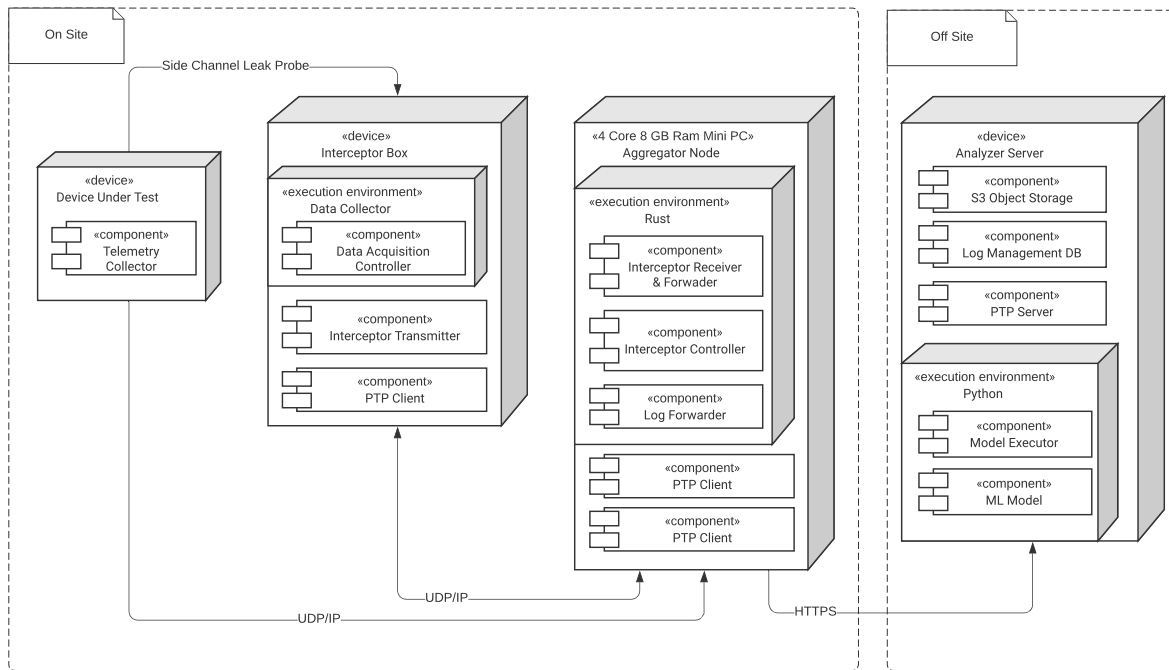 On Site
Off Site
Side Channel Leak Probe
«device»
Device Under Test
«component»
Telemetry
Collector
«device»
Interceptor Box
«execution environment»
Data Collector
«component»
Data Acquisition
Controller
«component»
Interceptor Transmitter
«component»
PTP Client
«4 Core 8 GB Ram Mini PC»
Aggregator Node
«execution environment»
Rust
«component»
Interceptor Receiver
& Forwader
«component»
Interceptor Controller
«component»
Log Forwarder
«component»
PTP Client
«component»
PTP Client
«device»
Analyzer Server
«component»
S3 Object Storage
«component»
Log Management DB
«component»
PTP Server
«execution environment»
Python
«component»
Model Executor
«component»
ML Model
UDP/IP
UDP/IP
HTTPS